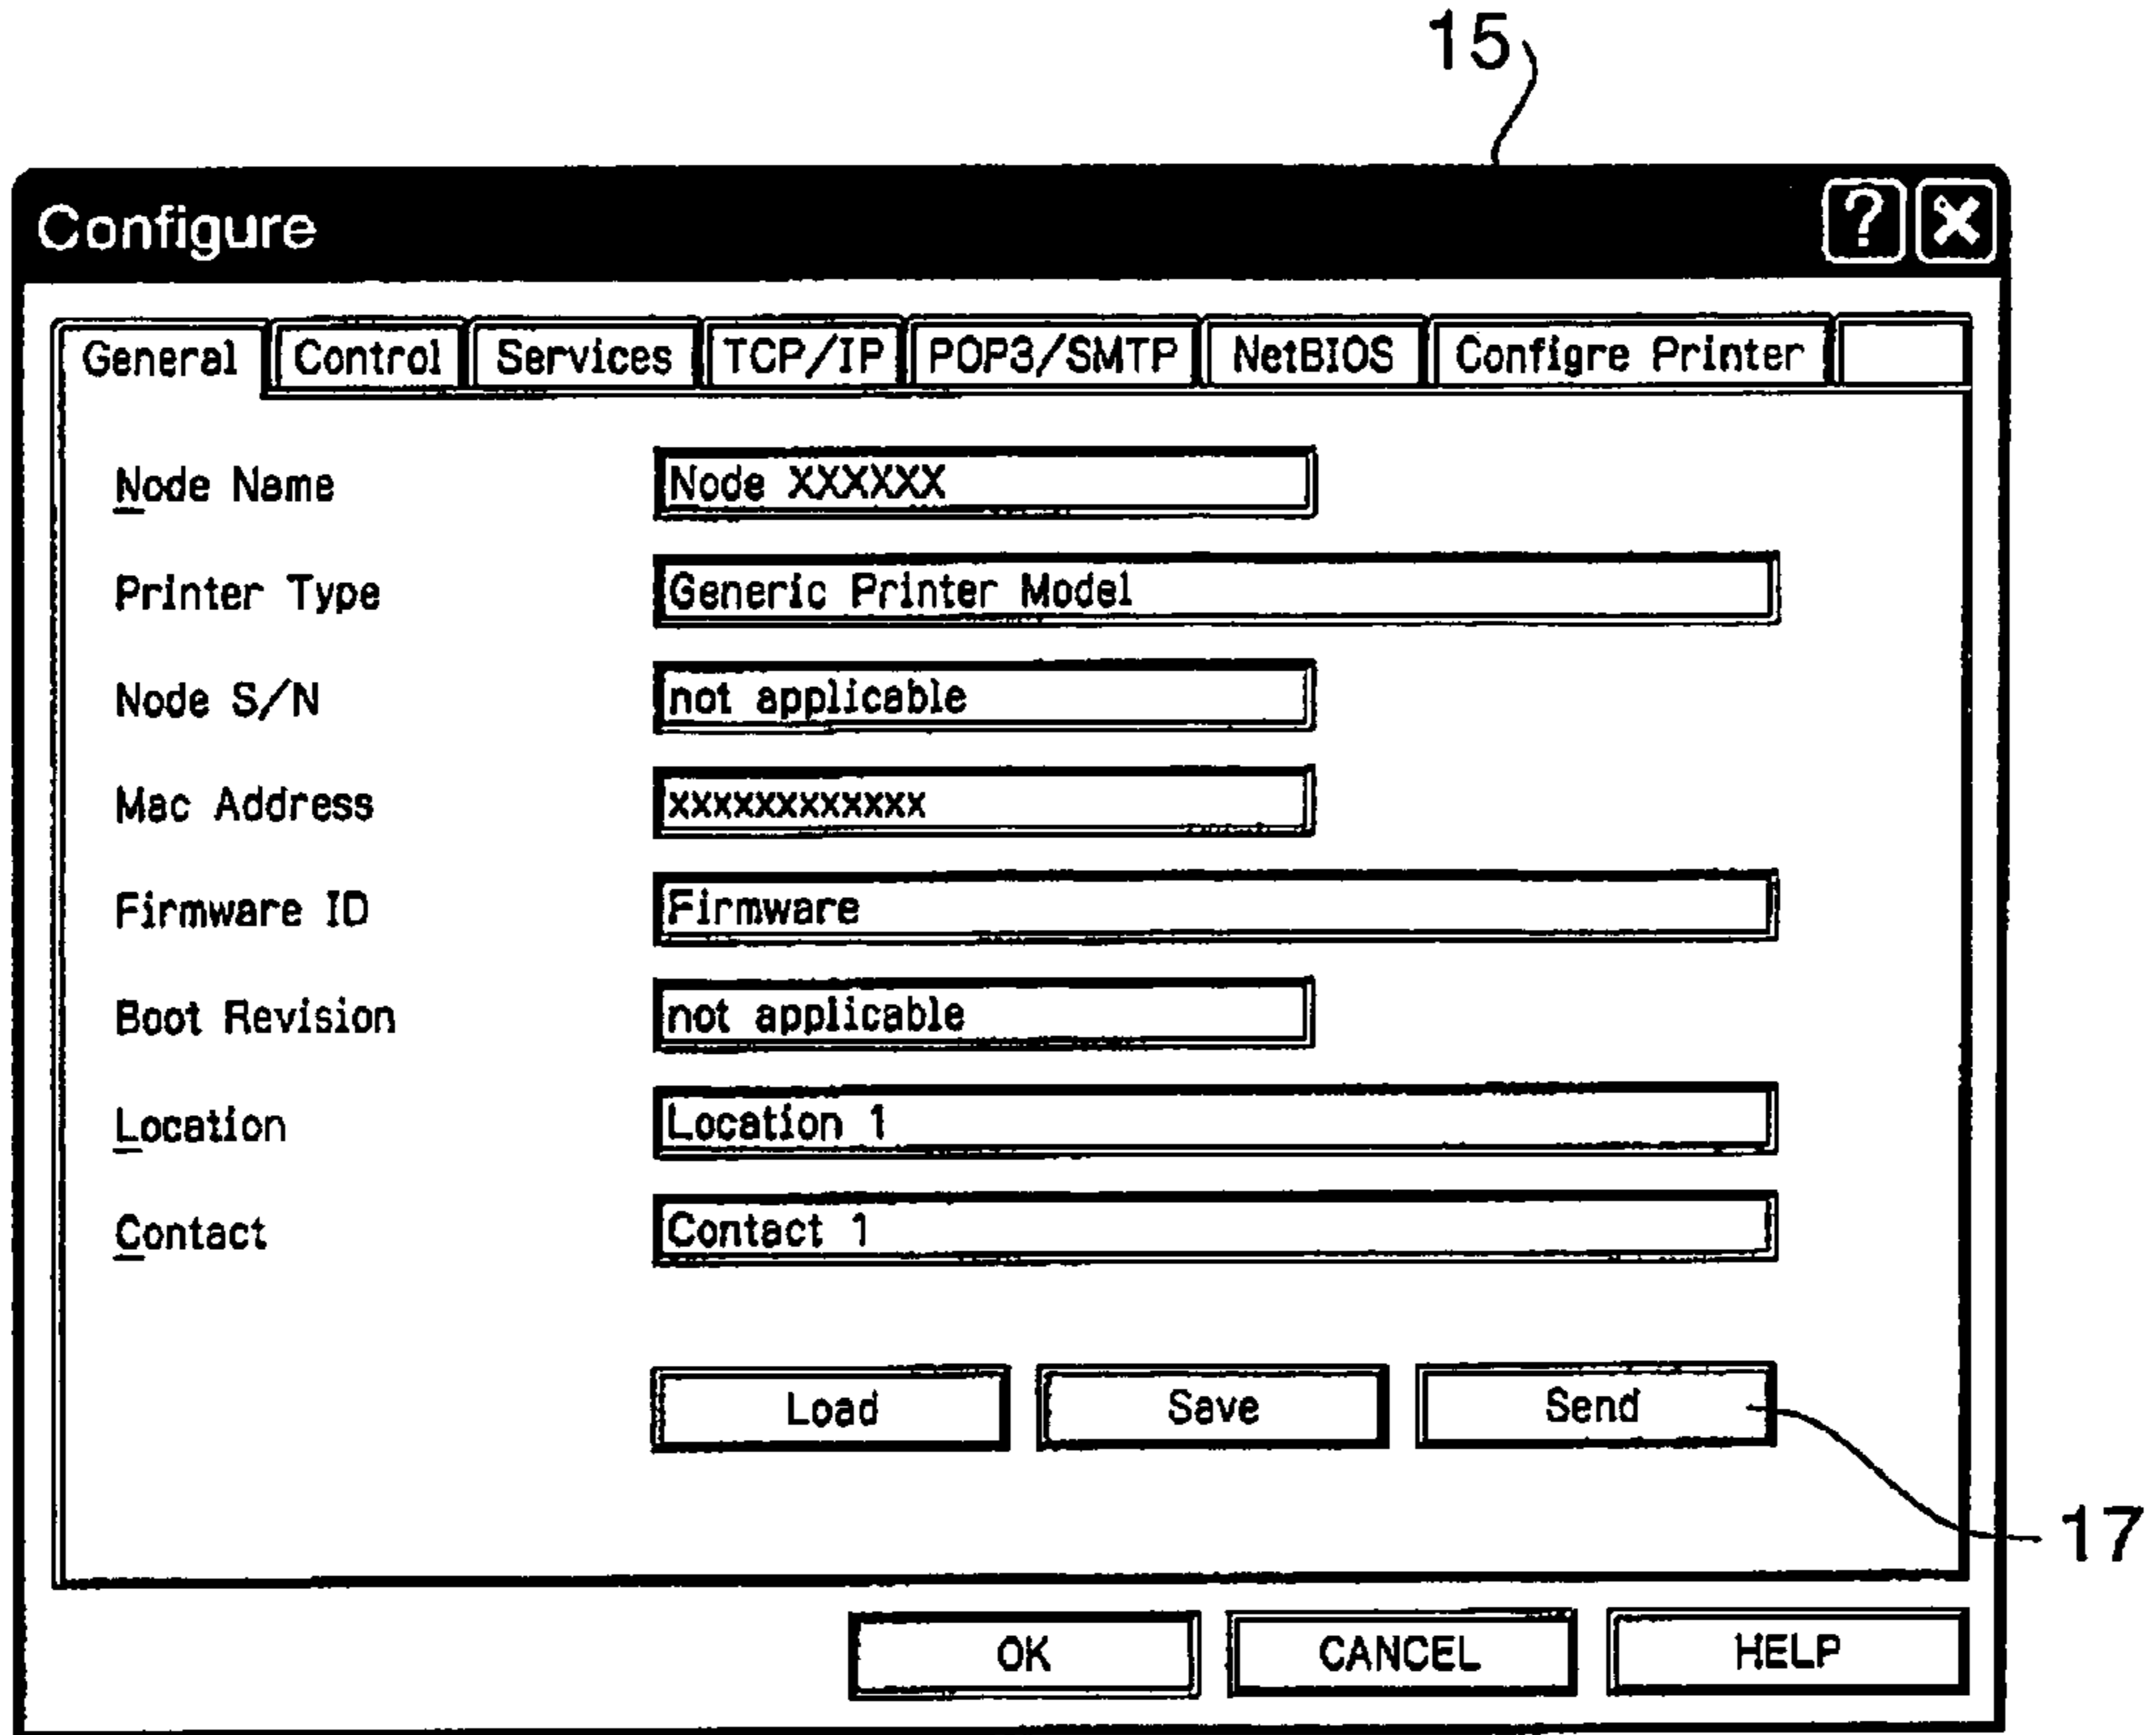 15
Configure ? X
General Control Services TCP/IP POP3/SMTP NetBIOS Configre Printer
Node Name Node XXXXXX
Printer Type Generic Printer Model
Node S/N not applicable
Mac Address xxxxxxxxxxxx
Firmware ID Firmware
Boot Revision not applicable
Location Location 1
Contact Contact 1
Load Save Send
17
OK CANCEL HELP